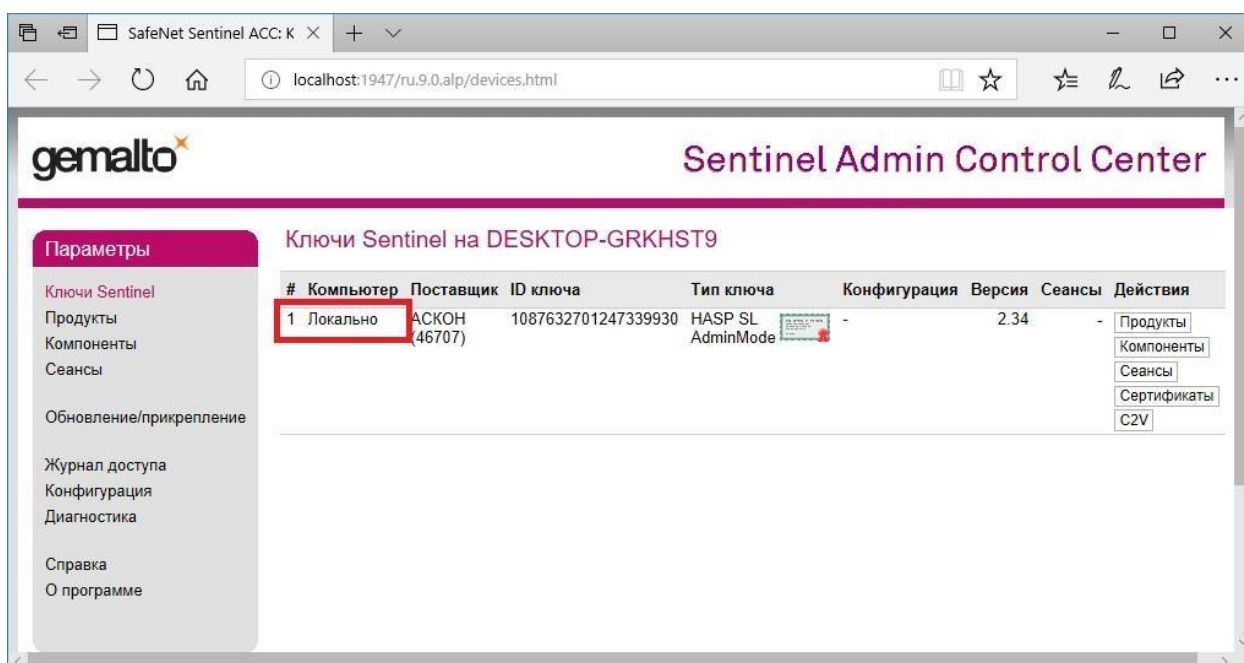 SafeNet Sentinel ACC: К
localhost:1947/ru.9.0.alp/devices.html
gemalto
Sentinel Admin Control Center
Параметры
Ключи Sentinel
Продукты
Компоненты
Сеансы
Обновление/прикрепление
Журнал доступа
Конфигурация
Диагностика
Справка
О программе
Ключи Sentinel на DESKTOP-GRKHST9
# Компьютер Поставщик ID ключа Тип ключа Конфигурация Версия Сеансы Действия
1 Локально АСКОН 1087632701247339930 HASP SL - 2.34 - Продукты
(46707) AdminMode Компоненты
Сеансы
Сертификаты
C2V